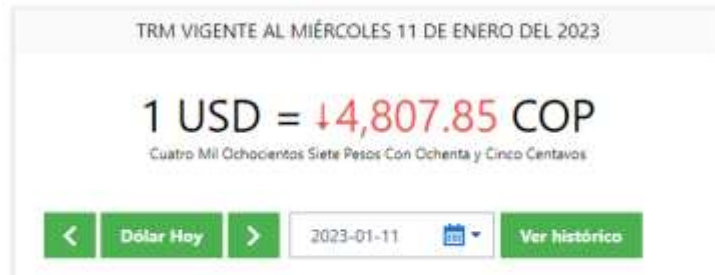 TRM VIGENTE AL MIÉRCOLES 11 DE ENERO DEL 2023
1 USD = ↓4,807.85 COP
Cuatro Mil Ochocientos Siete Pesos Con Ochenta y Cinco Centavos
< Dólar Hoy > 2023-01-11 Ver histórico